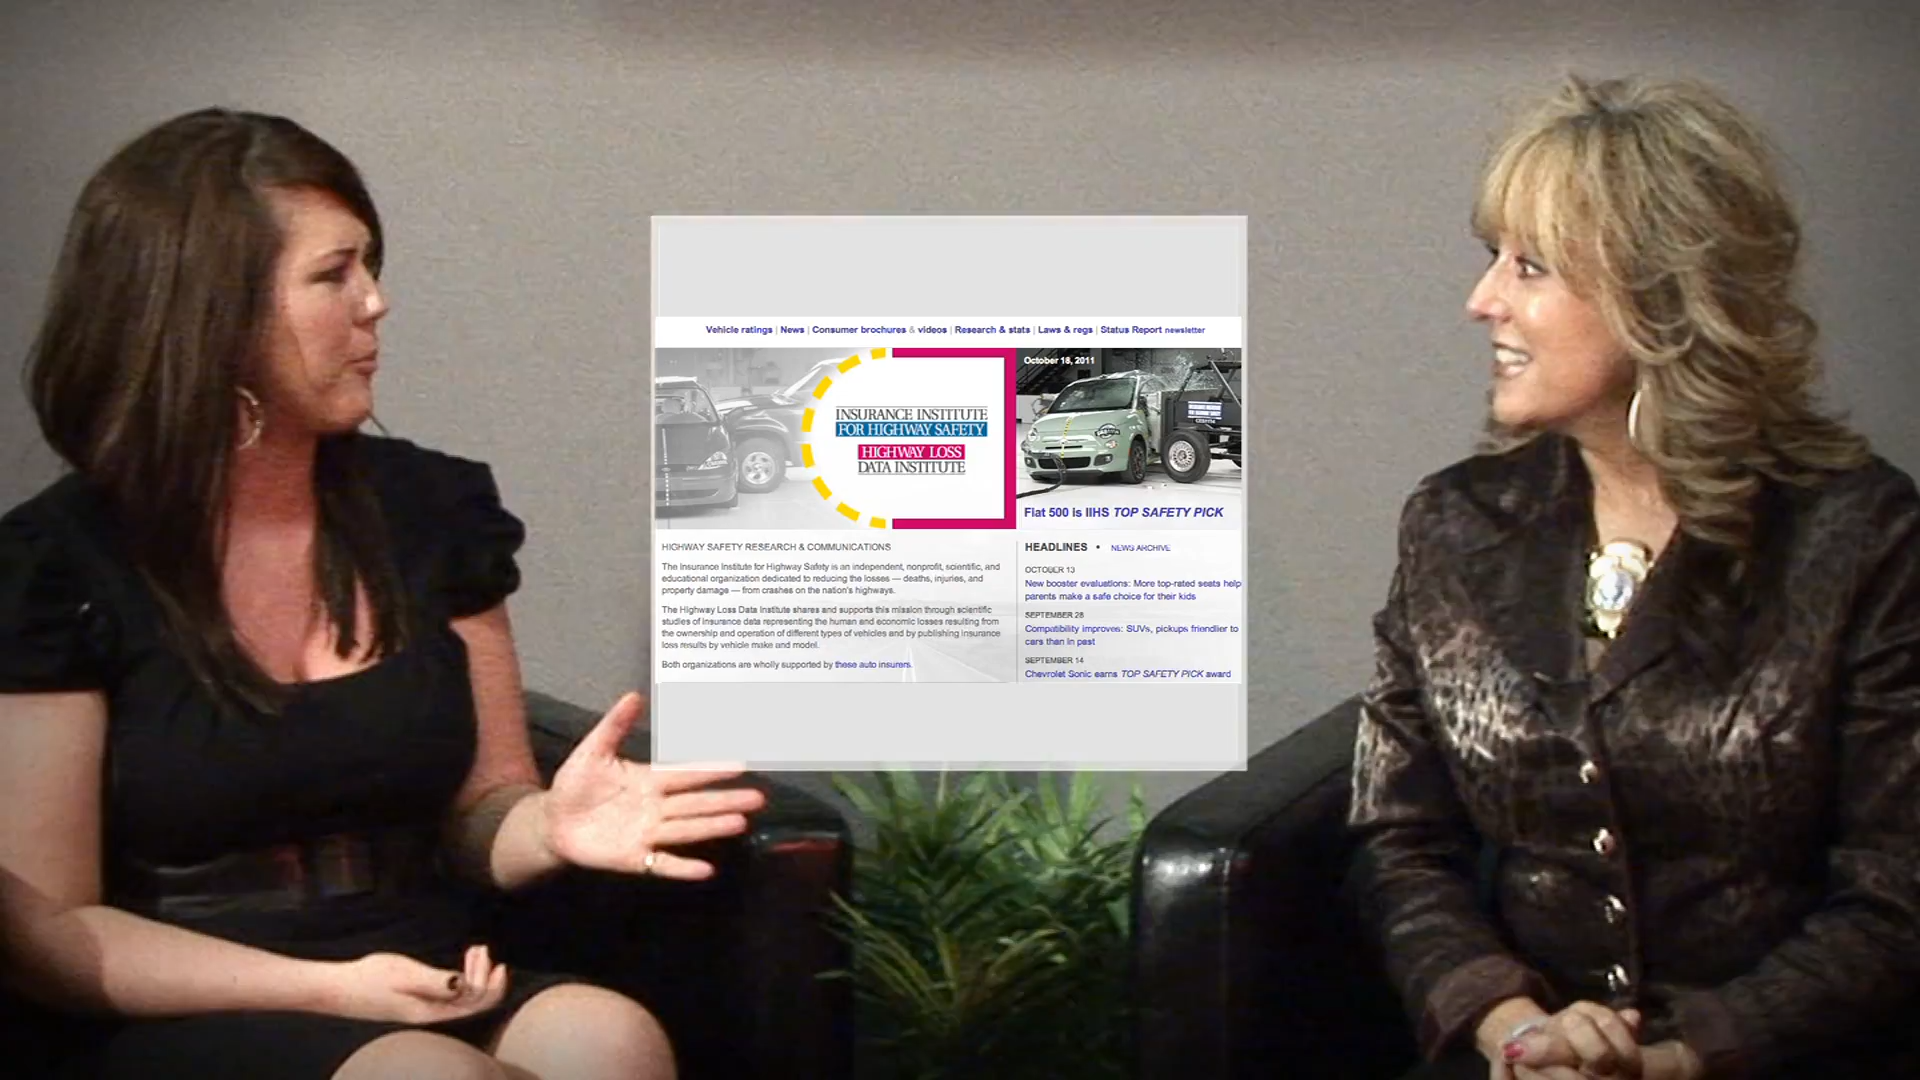 Vehicle ratings | News | Consumer brochures & videos | Research & stats | Laws & regs | Status Report newsletter
INSURANCE INSTITUTE
FOR HIGHWAY SAFETY
HIGHWAY LOSS
DATA INSTITUTE
October 18, 2011
Fiat 500 is IIHS TOP SAFETY PICK
HIGHWAY SAFETY RESEARCH & COMMUNICATIONS
The Insurance Institute for Highway Safety is an independent, nonprofit, scientific, and
educational organization dedicated to reducing the losses — deaths, injuries, and
property damage — from crashes on the nation's highways.
The Highway Loss Data Institute shares and supports this mission through scientific
studies of insurance data representing the human and economic losses resulting from
the ownership and operation of different types of vehicles and by publishing insurance
loss results by vehicle make and model.
Both organizations are wholly supported by these auto insurers.
HEADLINES • NEWS ARCHIVE
OCTOBER 13
New booster evaluations: More top-rated seats help
parents make a safe choice for their kids
SEPTEMBER 28
Compatibility improves: SUVs, pickups friendlier to
cars than in past
SEPTEMBER 14
Chevrolet Sonic earns TOP SAFETY PICK award